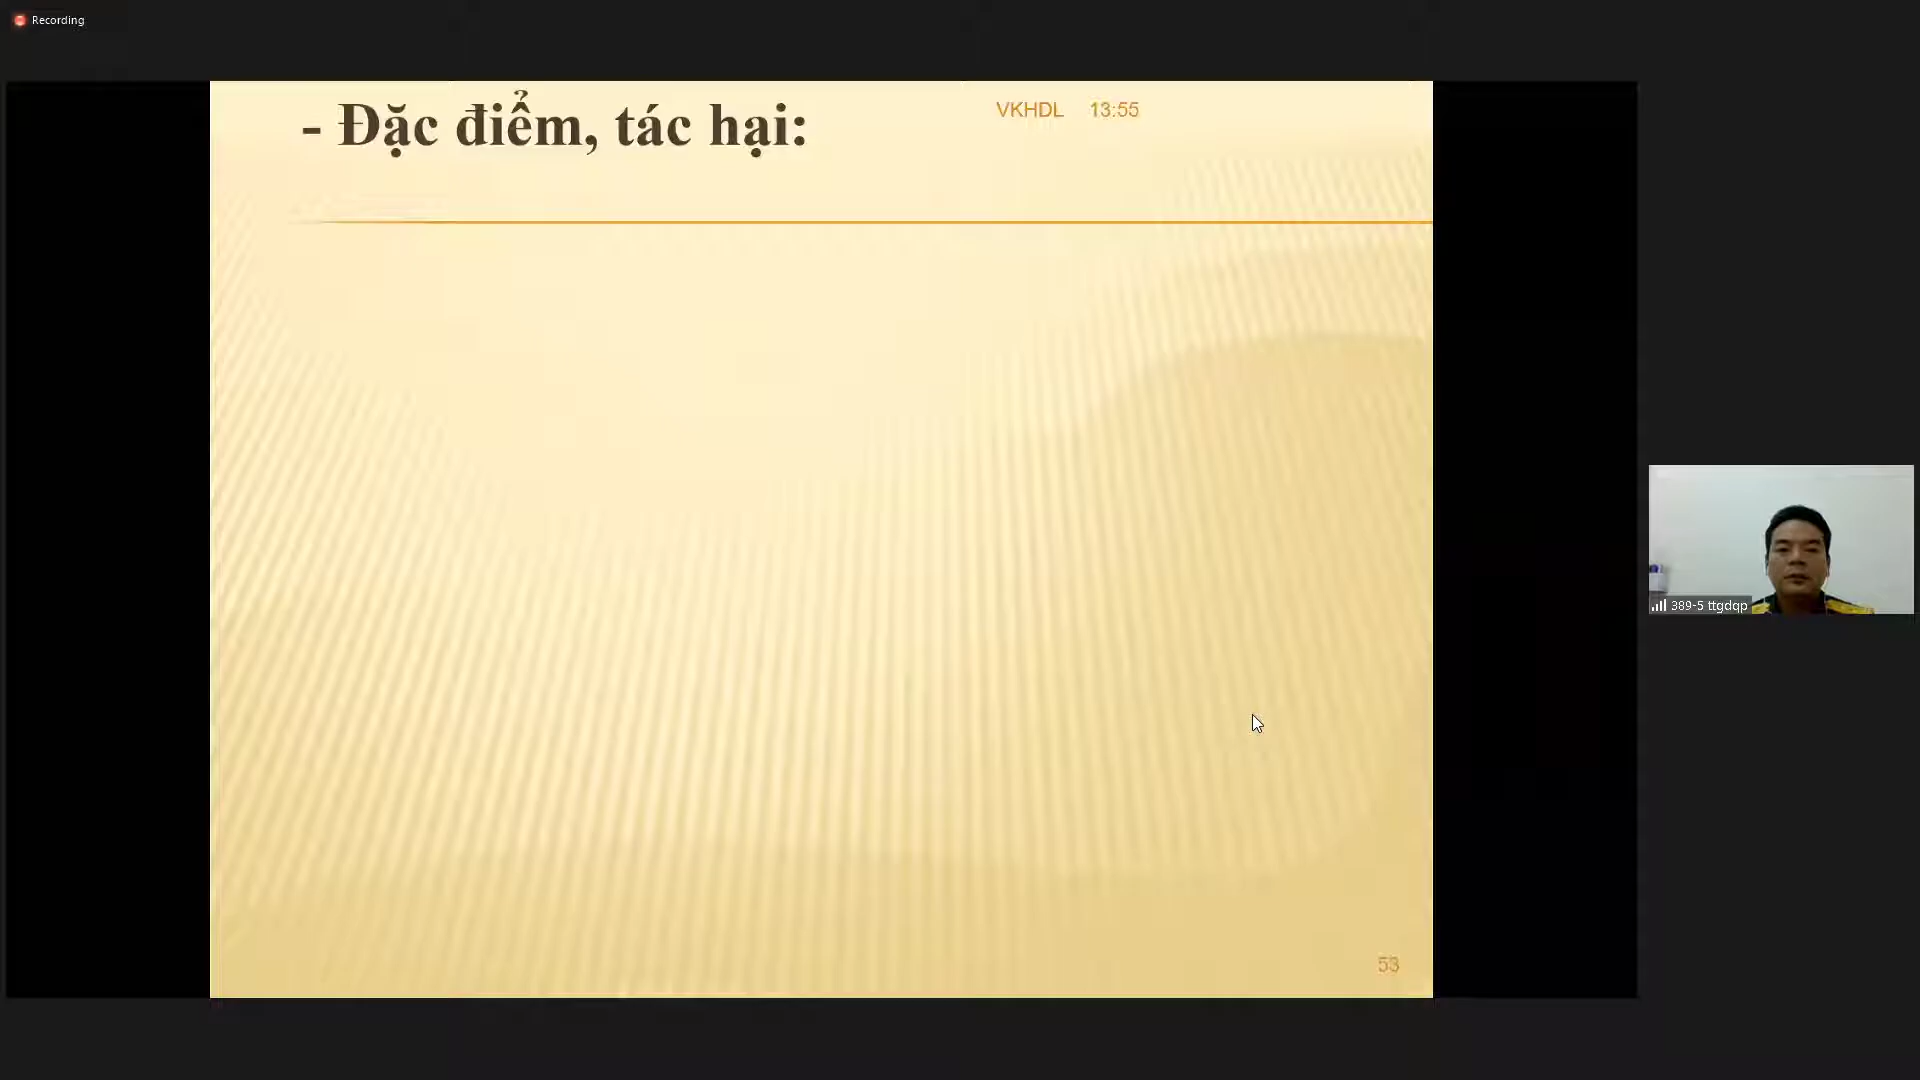 Recording
- Đặc điểm, tác hại:
VKHDL 13:55
389-5 ttgdqp
53